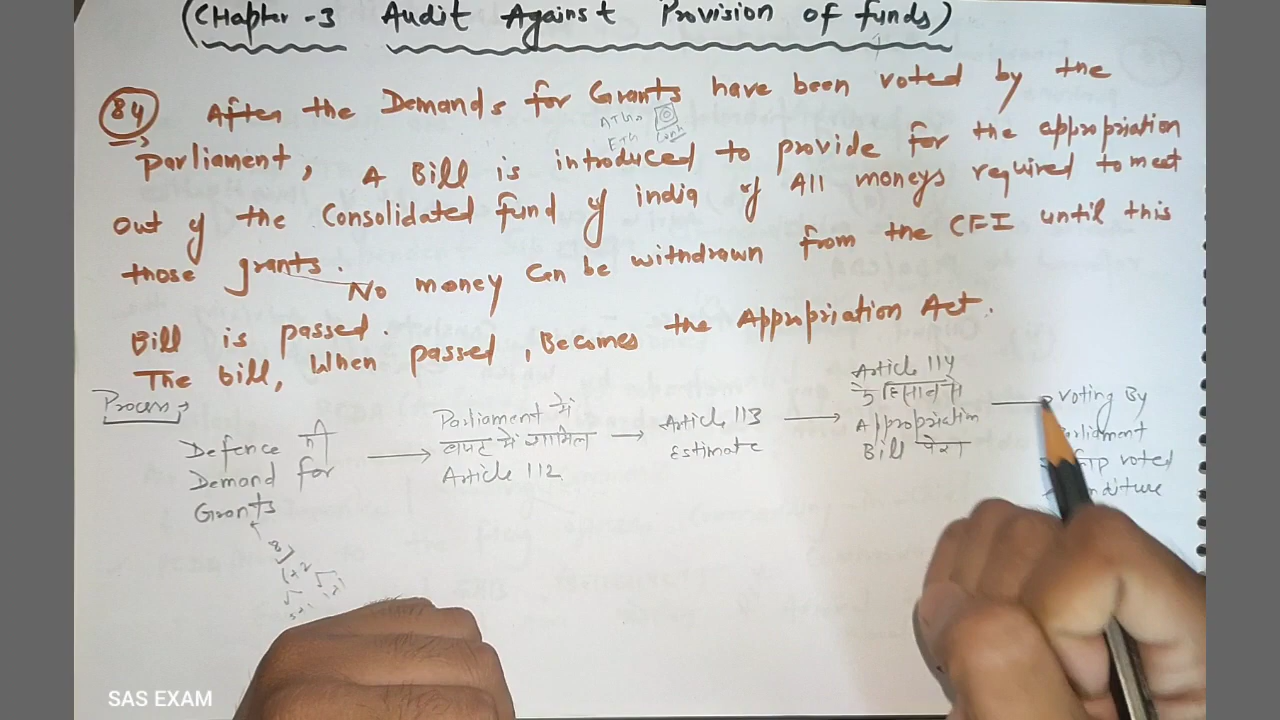 (CHapter-3 Audit Against Provision of funds)
84) After the Demands for Grants have been voted by the
Parliament, A Bill is introduced to provide for the appropriation
out of the Consolidated fund of india of All moneys required to meet
those grants. No money can be withdrawn from the CFI until this
Bill is passed.
The bill, When passed, Becomes the Appropriation Act.
Process
Defence की
Demand for
Grants
Parliament में
बजट में शामिल
Article 112
Article 113
Estimate
Article 114
के हिसाब से
Appropriation
Bill पेश
Voting By
voted
SAS EXAM